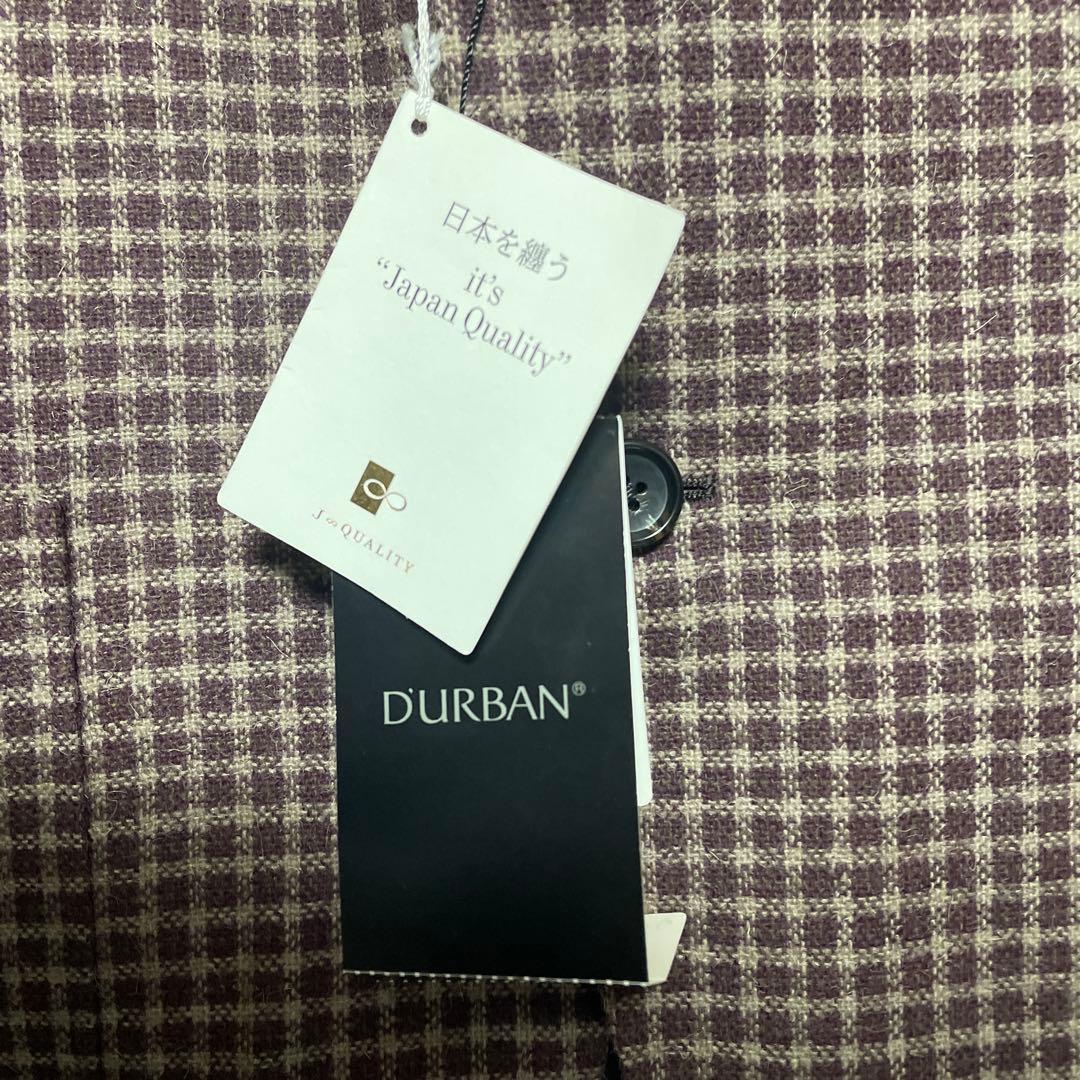 日本を纏う
it's
“Japan Quality”
J∞QUALITY
D'URBAN®